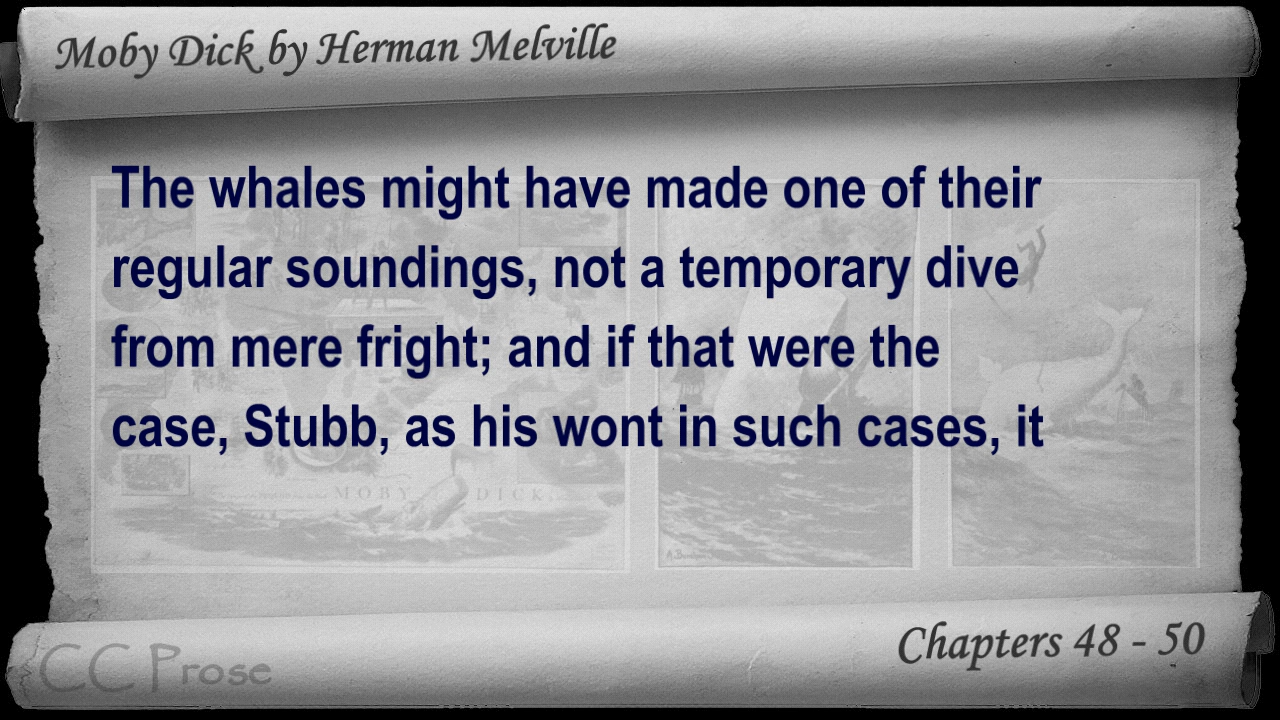 Moby Dick by Herman Melville
The whales might have made one of their
regular soundings, not a temporary dive
from mere fright; and if that were the
case, Stubb, as his wont in such cases, it
MOBY DICK
Chapters 48 - 50
CC Prose